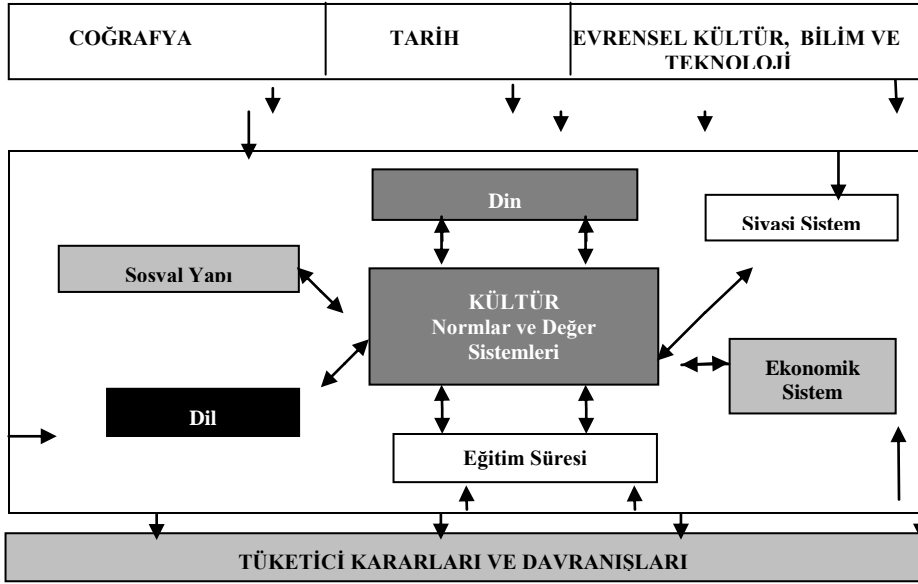 COĞRAFYA
TARİH
EVRENSEL KÜLTÜR, BİLİM VE
TEKNOLOJİ
Din
Siyasi Sistem
Sosyal Yapı
KÜLTÜR
Normlar ve Değer
Sistemleri
Ekonomik
Sistem
Dil
Eğitim Süresi
TÜKETİCİ KARARLARI VE DAVRANIŞLARI